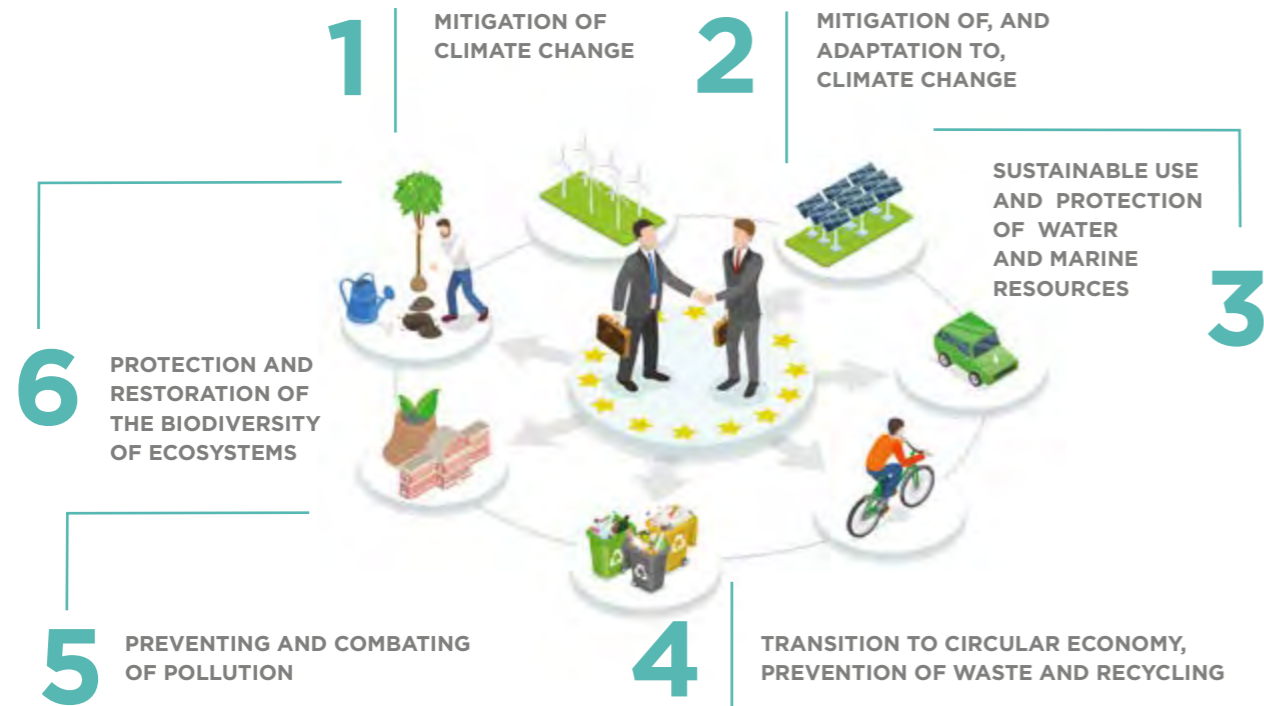 1
MITIGATION OF
CLIMATE CHANGE
2
MITIGATION OF, AND
ADAPTATION TO,
CLIMATE CHANGE
3
SUSTAINABLE USE
AND PROTECTION
OF WATER
AND MARINE
RESOURCES
4
TRANSITION TO CIRCULAR ECONOMY,
PREVENTION OF WASTE AND RECYCLING
5
PREVENTING AND COMBATING
OF POLLUTION
6
PROTECTION AND
RESTORATION OF
THE BIODIVERSITY
OF ECOSYSTEMS